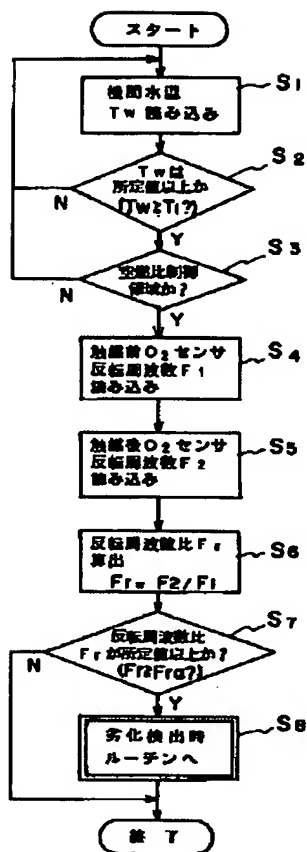 スタート
機関水温
Tw 読み込み
S1
Twは
所定値以上か
(Tw≧T1?)
S2
N
Y
空燃比制御
領域か?
S3
N
Y
触媒前O₂センサ
反転周波数F1
読み込み
S4
触媒後O₂センサ
反転周波数F2
読み込み
S5
反転周波数比Fr
算出
Fr = F2/F1
S6
反転周波数比
Frが所定値以上か?
(Fr≧Fra?)
S7
N
Y
劣化検出時
ルーチンへ
S8
終了